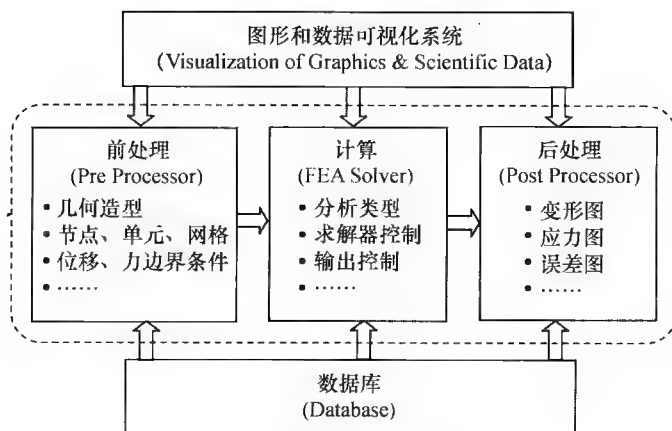 图形和数据可视化系统
(Visualization of Graphics & Scientific Data)
前处理
(Pre Processor)
• 几何造型
• 节点、单元、网格
• 位移、力边界条件
• ……
计算
(FEA Solver)
• 分析类型
• 求解器控制
• 输出控制
• ……
后处理
(Post Processor)
• 变形图
• 应力图
• 误差图
• ……
数据库
(Database)